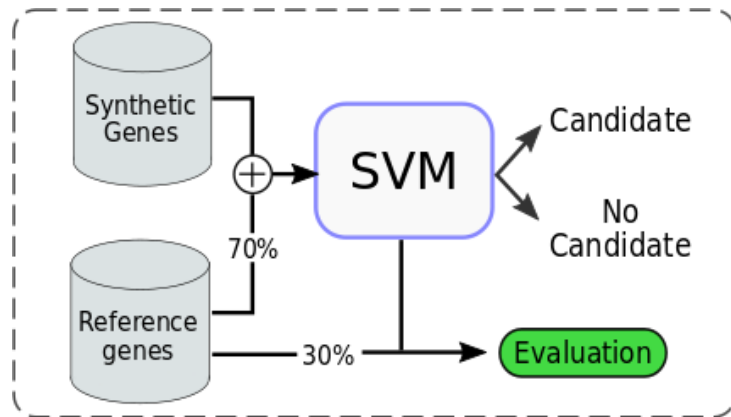 Synthetic
Genes
SVM
Candidate
No
Candidate
70%
Reference
genes
30%
Evaluation